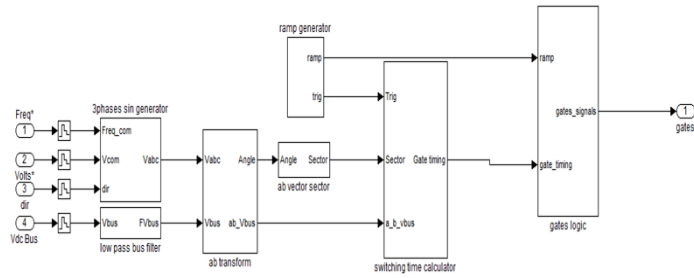 ramp generator
ramp
trig
ramp
gates_signals
1
gates
gate_timing
gates logic
Freq*
1
3phases sin generator
Freq_com
Vcom
Vabc
dir
2
Volts*
3
dir
4
Vdc Bus
Vbus
FVbus
low pass bus filter
Vabc
Angle
Vbus
ab_Vbus
ab transform
Angle
Sector
ab vector sector
Trig
Sector
Gate timing
a_b_vbus
switching time calculator